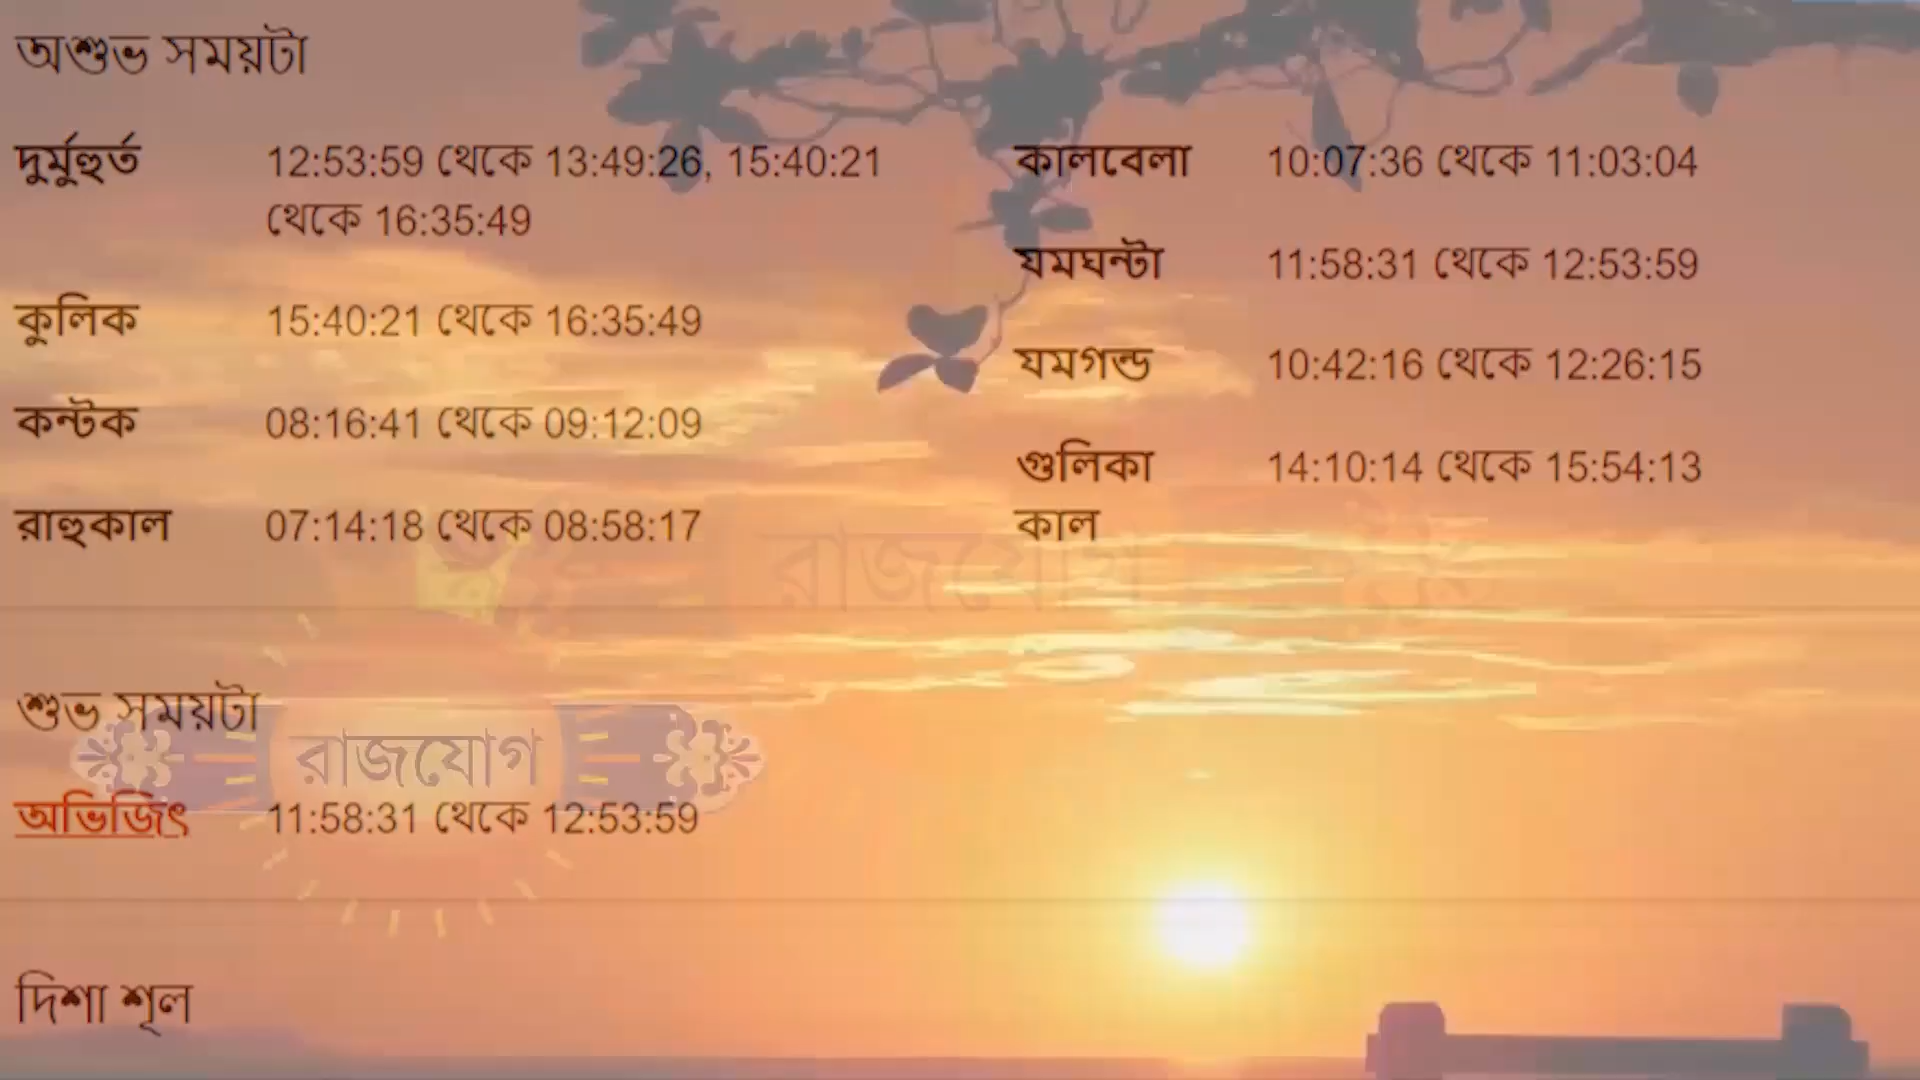 অশুভ সময়টা
দুর্মুহুর্ত 12:53:59 থেকে 13:49:26, 15:40:21
থেকে 16:35:49
কুলিক 15:40:21 থেকে 16:35:49
কন্টক 08:16:41 থেকে 09:12:09
রাহুকাল 07:14:18 থেকে 08:58:17
কালবেলা 10:07:36 থেকে 11:03:04
যমঘন্টা 11:58:31 থেকে 12:53:59
যমগন্ড 10:42:16 থেকে 12:26:15
গুলিকা 14:10:14 থেকে 15:54:13
কাল
রাজযোগ
শুভ সময়টা
রাজযোগ
অভিজিৎ 11:58:31 থেকে 12:53:59
দিশা শূল